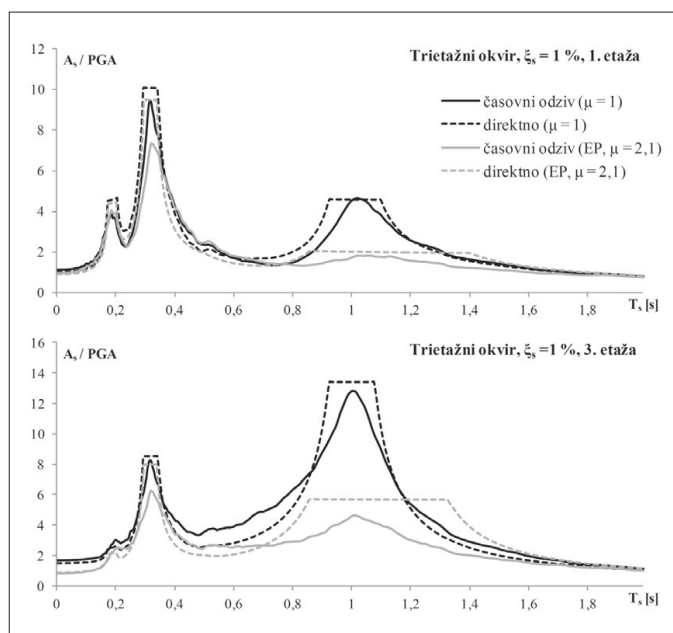 A_s / PGA
Trietažni okvir, ξ_s = 1 %, 1. etaža
časovni odziv (μ = 1)
direktno (μ = 1)
časovni odziv (EP, μ = 2,1)
direktno (EP, μ = 2,1)
12
10
8
6
4
2
0
0 0,2 0,4 0,6 0,8 1 1,2 1,4 1,6 1,8
T_s [s]
A_s / PGA
Trietažni okvir, ξ_s =1 %, 3. etaža
16
14
12
10
8
6
4
2
0
0 0,2 0,4 0,6 0,8 1 1,2 1,4 1,6 1,8
T_s [s]